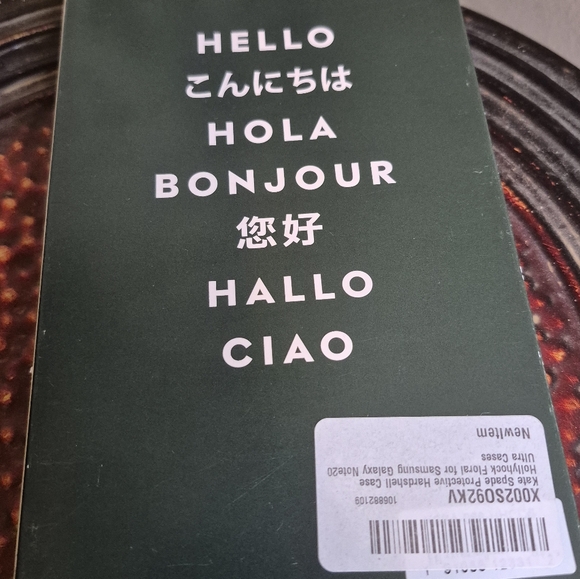 HELLO
こんにちは
HOLA
BONJOUR
您好
HALLO
CIAO
X002SO92KV
106882109
Kate Spade Protective Hardshell Case
Hollyhock Floral for Samsung Galaxy Note20
Ultra Cases
NewItem